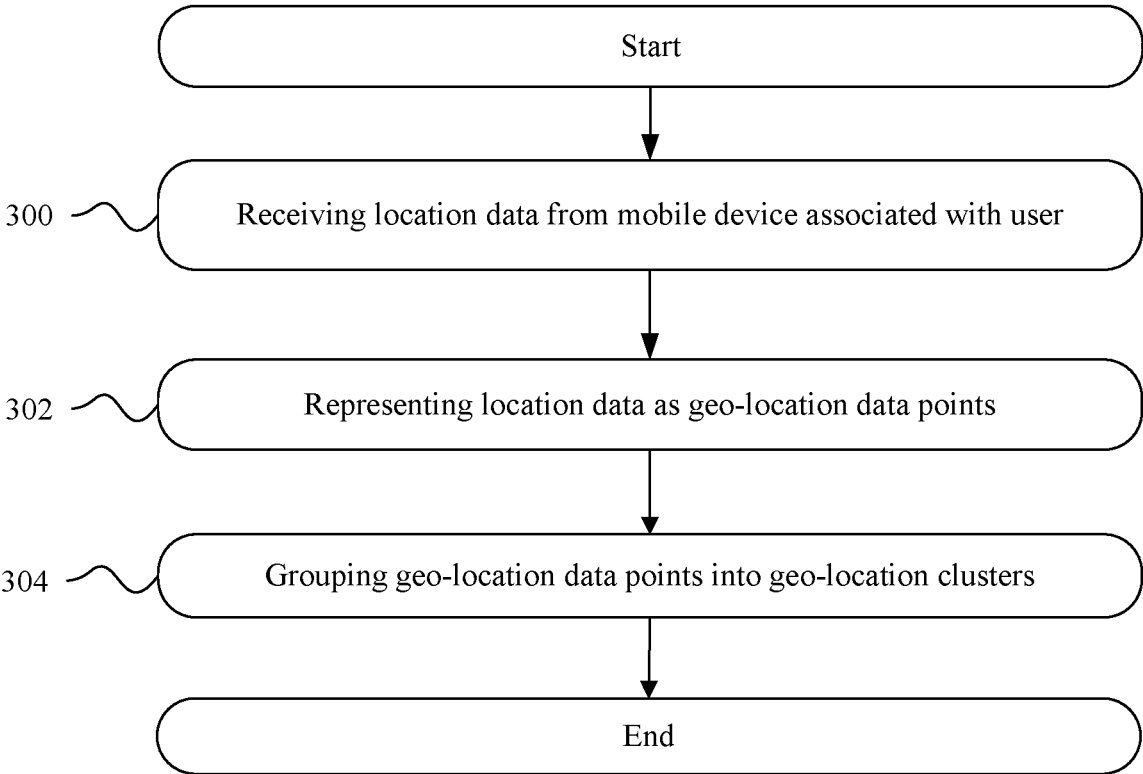 Start
300
Receiving location data from mobile device associated with user
302
Representing location data as geo-location data points
304
Grouping geo-location data points into geo-location clusters
End